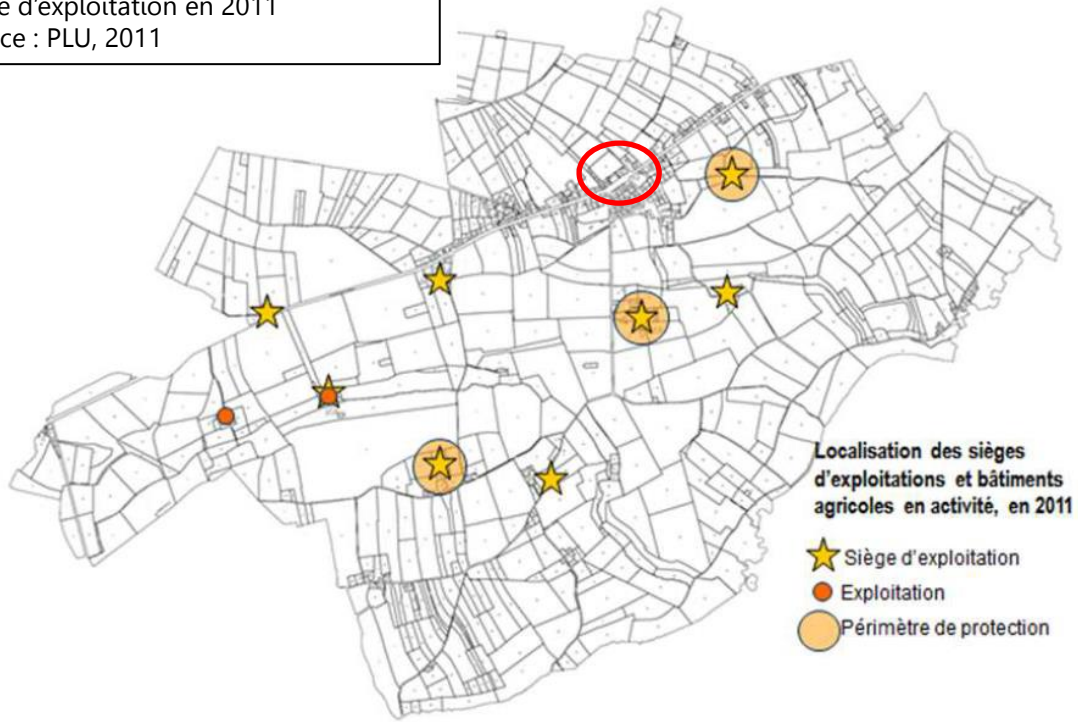 d'exploitation en 2011
: PLU, 2011
Localisation des sièges
d'exploitations et bâtiments
agricoles en activité, en 2011
Siège d'exploitation
Exploitation
Périmètre de protection